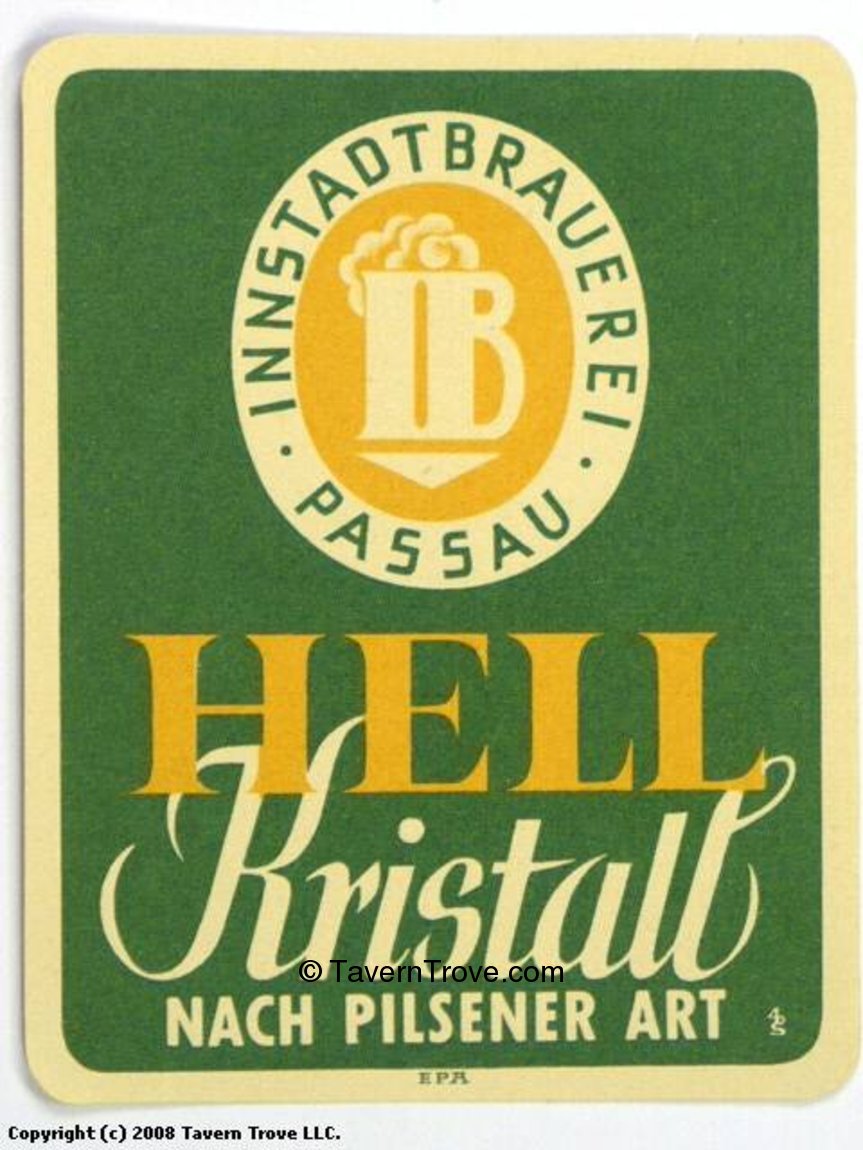 INNSTADTBRAUEREI
· PASSAU ·
IB
HELL
Kristall
© TavernTrove.com
NACH PILSENER ART
EPA
Copyright (c) 2008 Tavern Trove LLC.